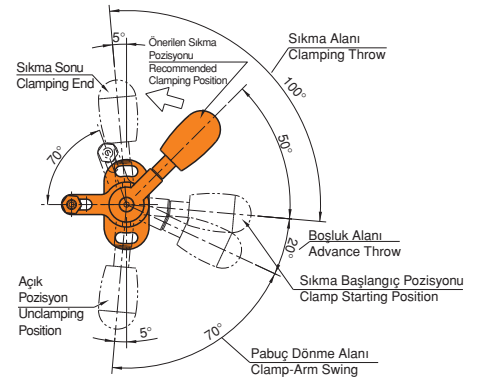 5°
Önerilen Sıkma
Pozisyonu
Recommended
Clamping Position
Sıkma Alanı
Clamping Throw
Sıkma Sonu
Clamping End
100°
50°
70°
20°
Boşluk Alanı
Advance Throw
Sıkma Başlangıç Pozisyonu
Clamp Starting Position
Açık
Pozisyon
Unclamping
Position
5°
70°
Pabuç Dönme Alanı
Clamp-Arm Swing